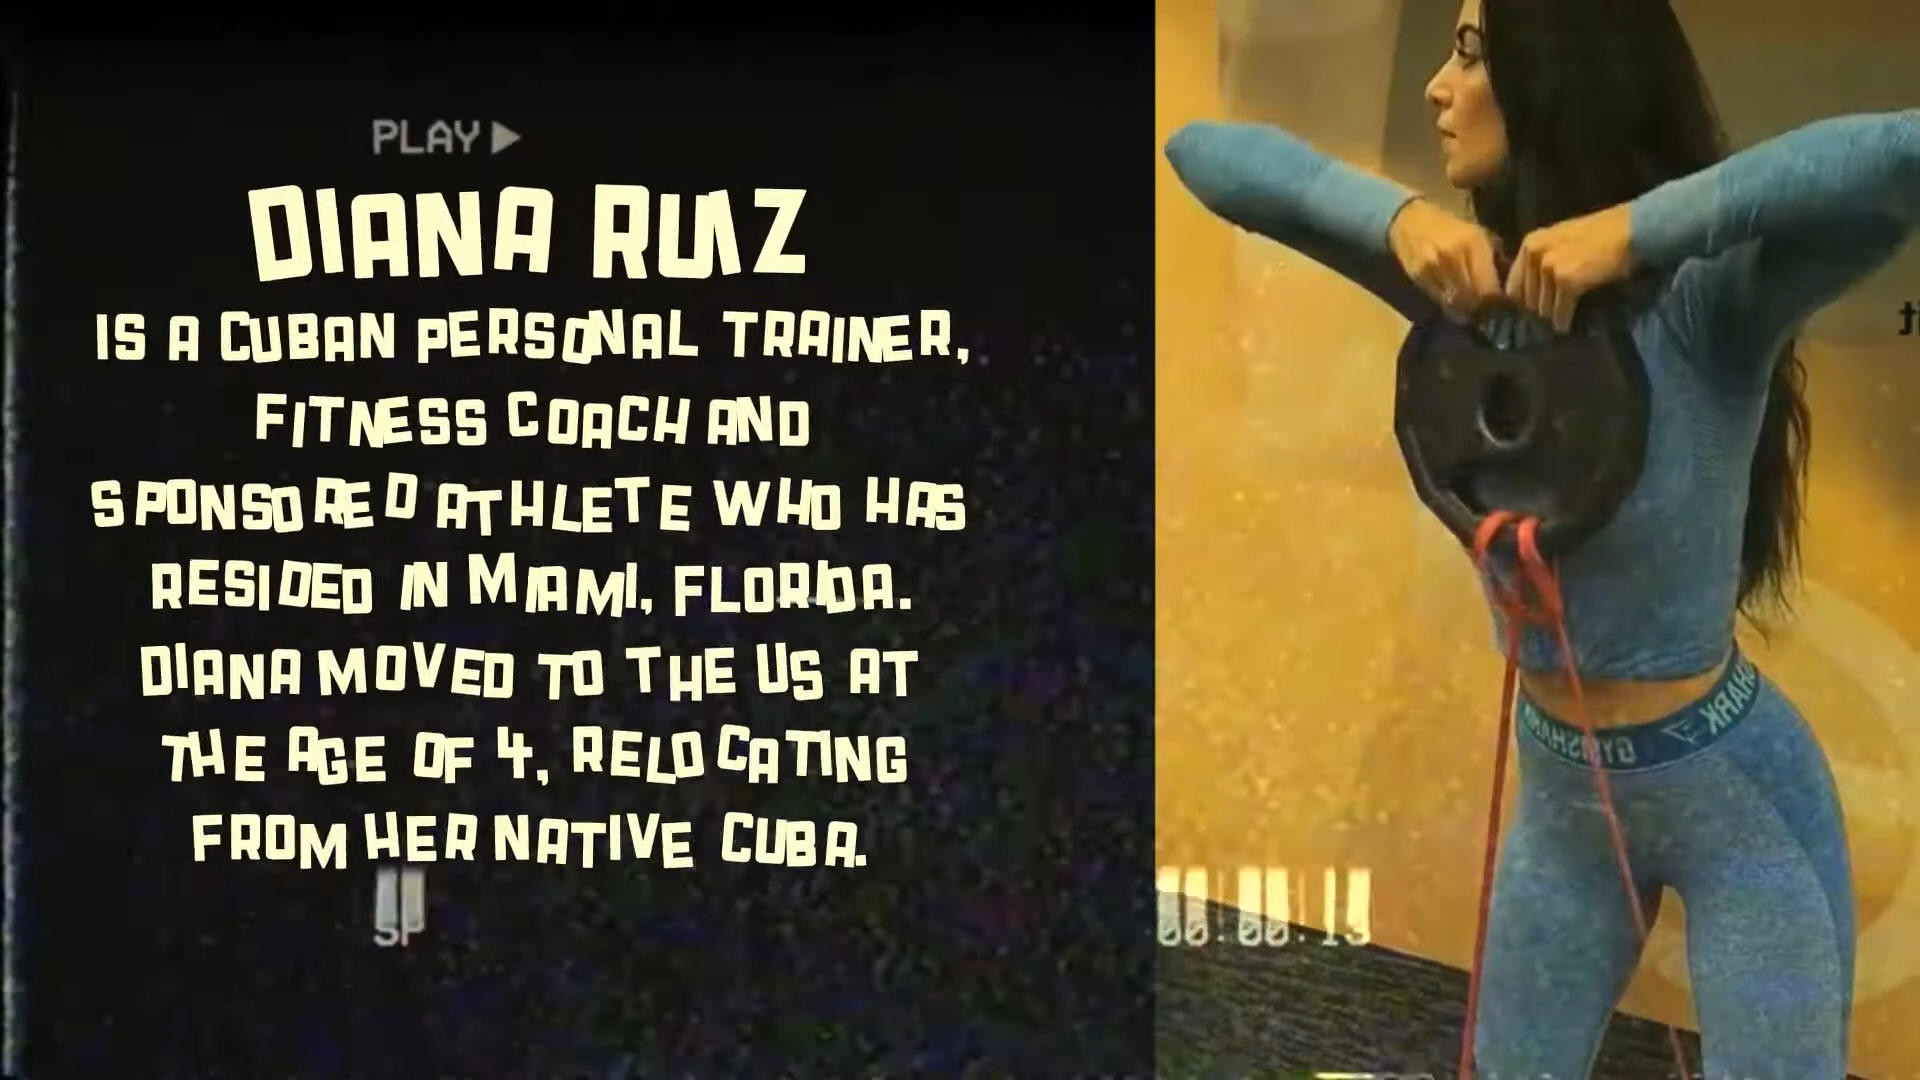 PLAY
DIANA RUIZ
IS A CUBAN PERSONAL TRAINER,
FITNESS COACH AND
SPONSORED ATHLETE WHO HAS
RESIDED IN MIAMI, FLORIDA.
DIANA MOVED TO THE US AT
THE AGE OF 4, RELOCATING
FROM HER NATIVE CUBA.
SP
00:00:13
GYMSHARK